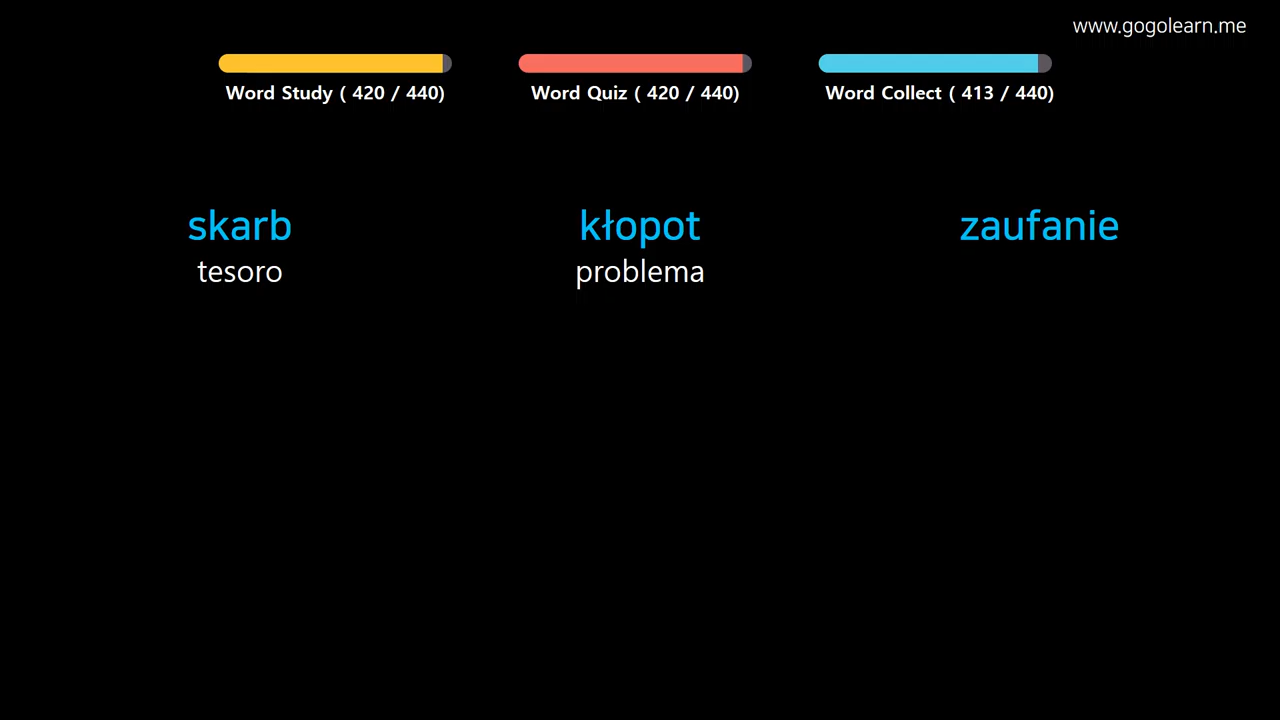 www.gogolearn.me
Word Study ( 420 / 440)
Word Quiz ( 420 / 440)
Word Collect ( 413 / 440)
skarb
tesoro
kłopot
problema
zaufanie